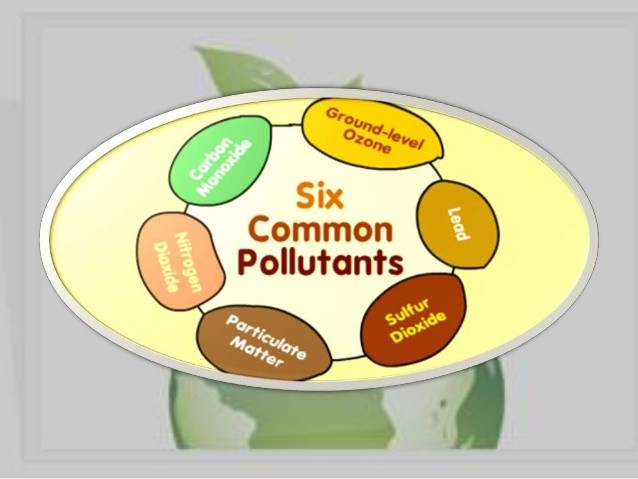 Six
Common
Pollutants
Ground-level
Ozone
Lead
Sulfur
Dioxide
Particulate
Matter
Nitrogen
Dioxide
Carbon
Monoxide